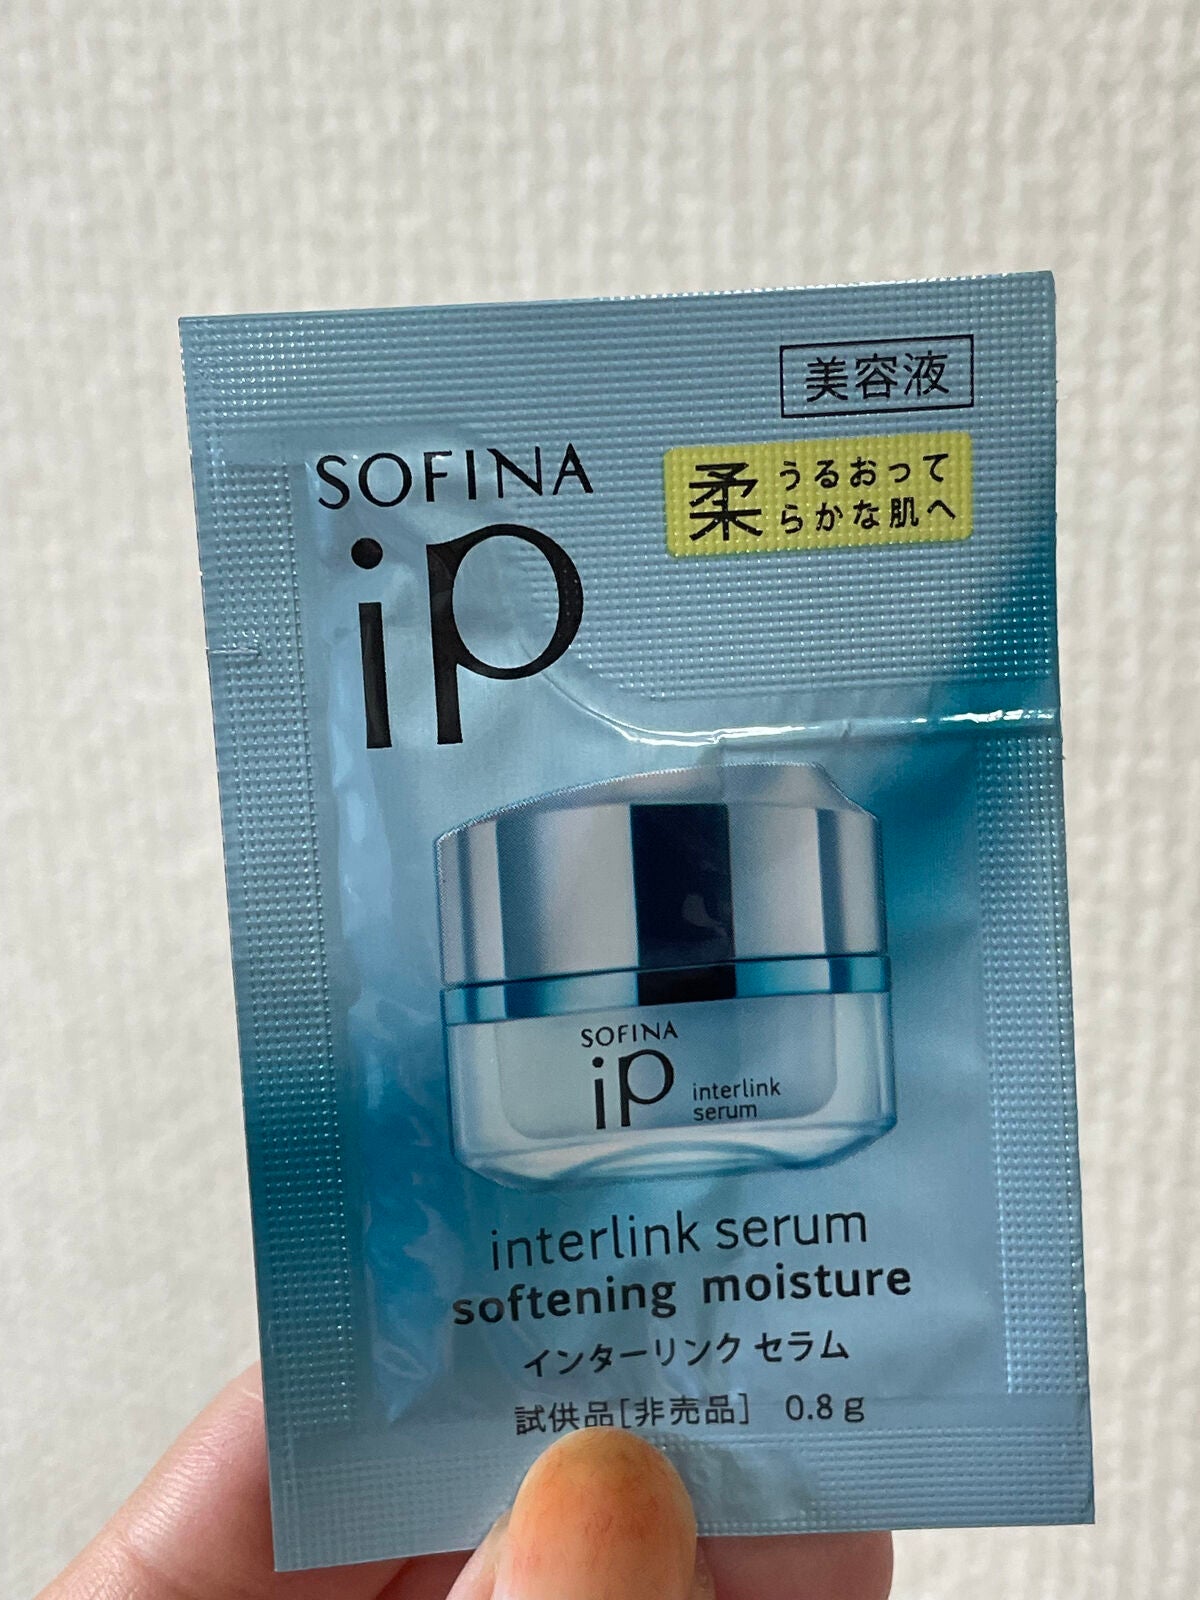 美容液
SOFINA
iP
柔
うるおって
らかな肌へ
SOFINA
iP
interlink
serum
interlink serum
softening moisture
インターリンク セラム
試供品[非売品] 0.8g